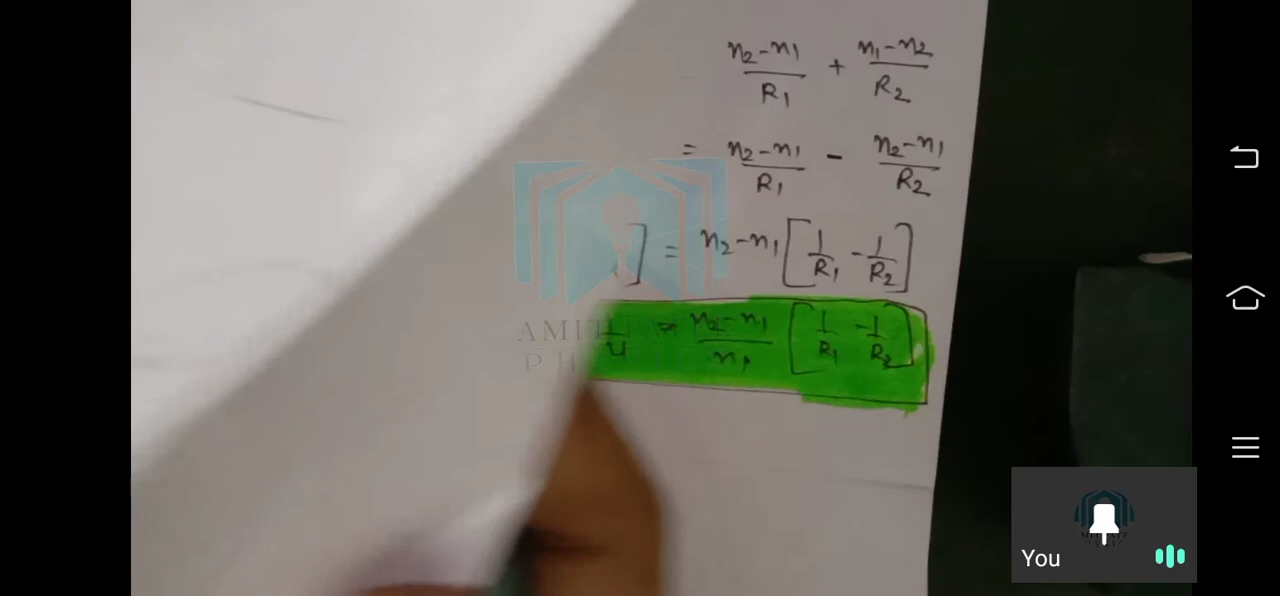 n₂-n₁/R₁ + n₁-n₂/R₂
= n₂-n₁/R₁ - n₂-n₁/R₂
] = n₂-n₁ [1/R₁ - 1/R₂]
1/u = n₂-n₁/n₁ [1/R₁ - 1/R₂]
You